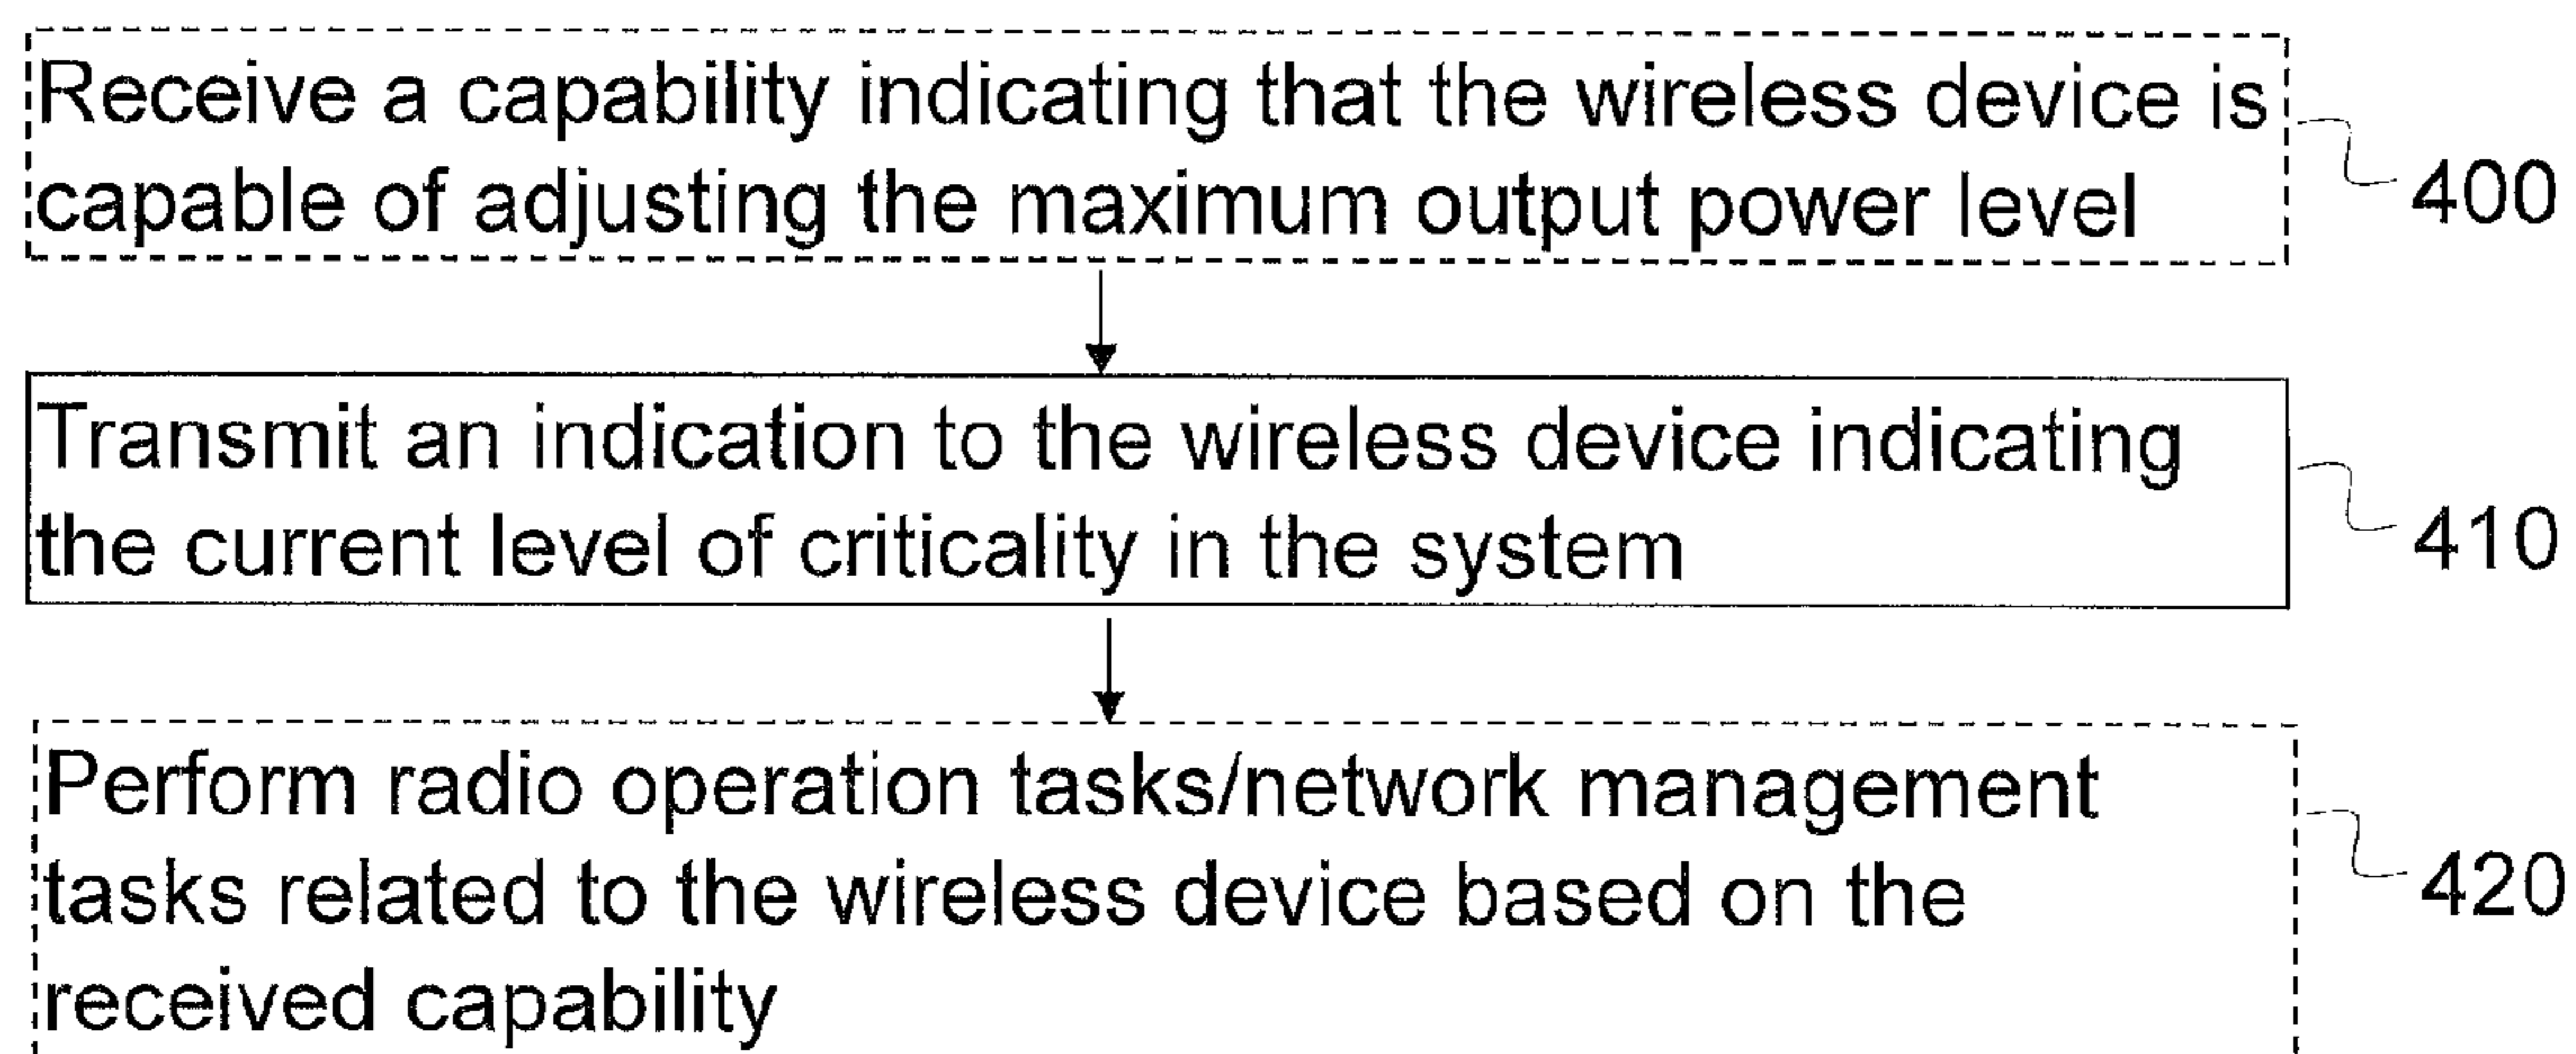 Receive a capability indicating that the wireless device is
capable of adjusting the maximum output power level
400
Transmit an indication to the wireless device indicating
the current level of criticality in the system
410
Perform radio operation tasks/network management
tasks related to the wireless device based on the
received capability
420